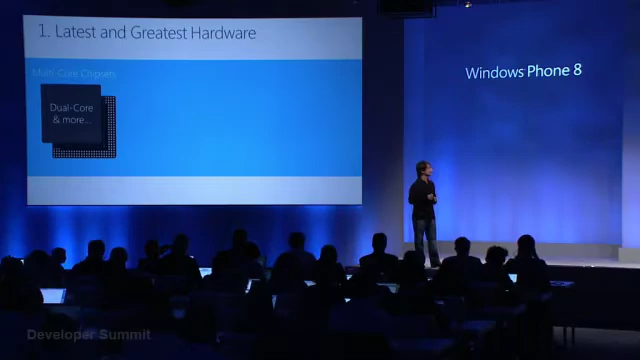 1. Latest and Greatest Hardware
Multi-Core Chipsets
Dual-Core
& more...
Windows Phone 8
Developer Summit